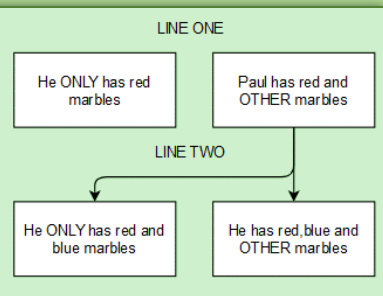 LINE ONE
He ONLY has red
marbles
Paul has red and
OTHER marbles
LINE TWO
He ONLY has red and
blue marbles
He has red,blue and
OTHER marbles